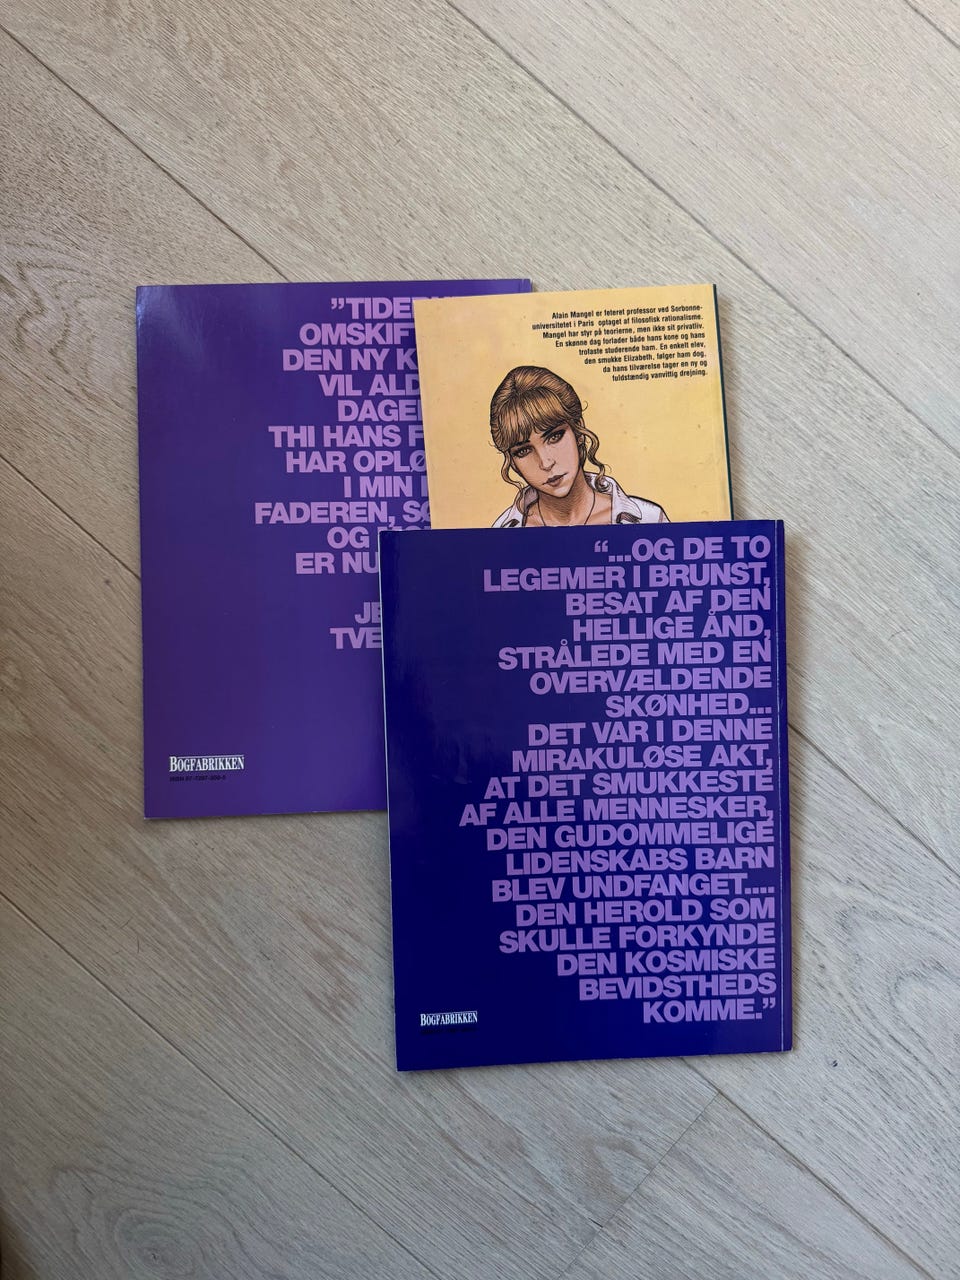 ”TIDER
OMSKIFT
DEN NY K
VIL ALD
DAGE
THI HANS F
HAR OPLØ
I MIN
FADEREN, SØ
OG
ER NU
JE
TVE
BOGFABRIKKEN
Alain Mangel er feteret professor ved Sorbonne-
universitetet i Paris optaget af filosofisk rationalisme.
Mangel har styr på teorierne, men ikke sit privatliv.
En skønne dag forlader både hans kone og hans
trofaste studerende ham. En enkelt elev,
den smukke Elizabeth, følger ham dog,
da hans tilværelse tager en ny og
fuldstændig vanvittig drejning.
“...OG DE TO
LEGEMER I BRUNST,
BESAT AF DEN
HELLIGE ÅND,
STRÅLEDE MED EN
OVERVÆLDENDE
SKØNHED...
DET VAR I DENNE
MIRAKULØSE AKT,
AT DET SMUKKESTE
AF ALLE MENNESKER,
DEN GUDOMMELIGE
LIDENSKABS BARN
BLEV UNDFANGET....
DEN HEROLD SOM
SKULLE FORKYNDE
DEN KOSMISKE
BEVIDSTHEDS
KOMME.”
BOGFABRIKKEN